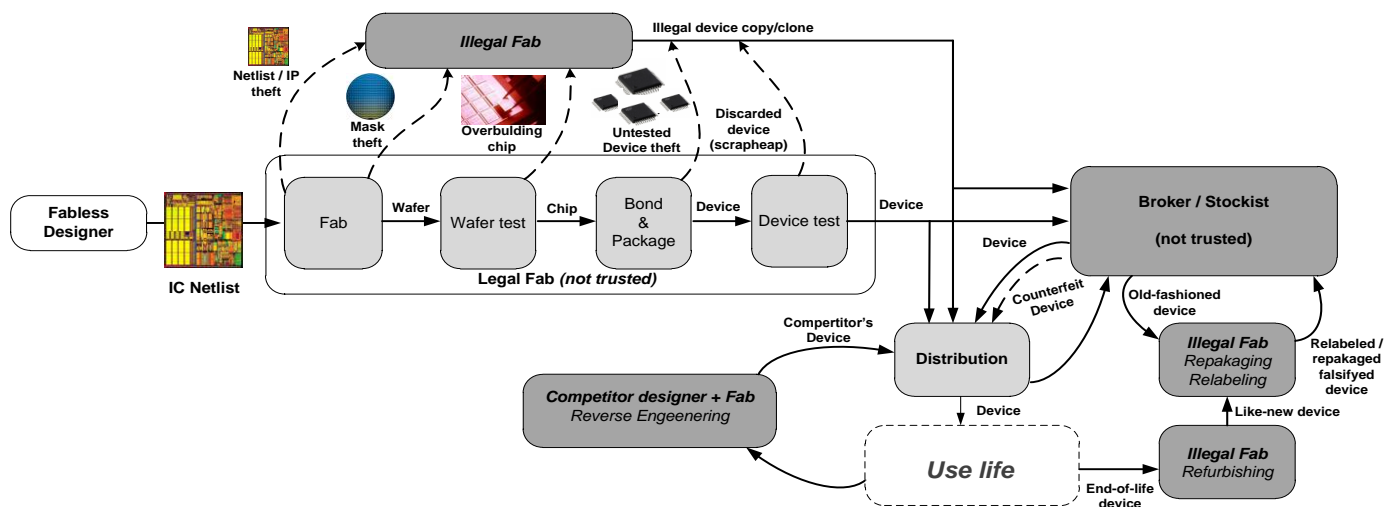 Illegal Fab
Illegal device copy/clone
Netlist / IP
theft
Mask
theft
Overbulding
chip
Untested
Device theft
Discarded
device
(scrapheap)
Fabless
Designer
IC Netlist
Fab
Wafer
Wafer test
Chip
Bond
&
Package
Device
Device test
Legal Fab (not trusted)
Device
Broker / Stockist
(not trusted)
Device
Counterfeit
Device
Old-fashioned
device
Compertitor's
Device
Distribution
Illegal Fab
Repakaging
Relabeling
Relabeled /
repakaged
falsifyed
device
Competitor designer + Fab
Reverse Engeenering
Device
Like-new device
Use life
End-of-life
device
Illegal Fab
Refurbishing